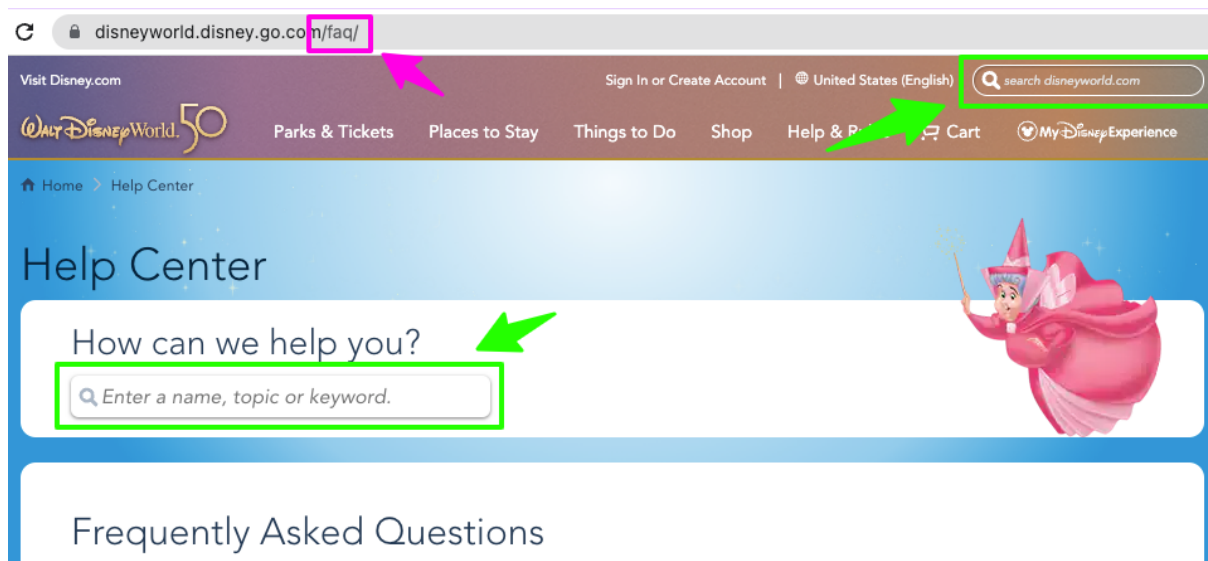 disneyworld.disney.go.com/faq/
Visit Disney.com
Sign In or Create Account | United States (English)
search disneyworld.com
Walt Disney World. 50
Parks & Tickets
Places to Stay
Things to Do
Shop
Help &
Cart
My Disney Experience
Home > Help Center
Help Center
How can we help you?
Enter a name, topic or keyword.
Frequently Asked Questions